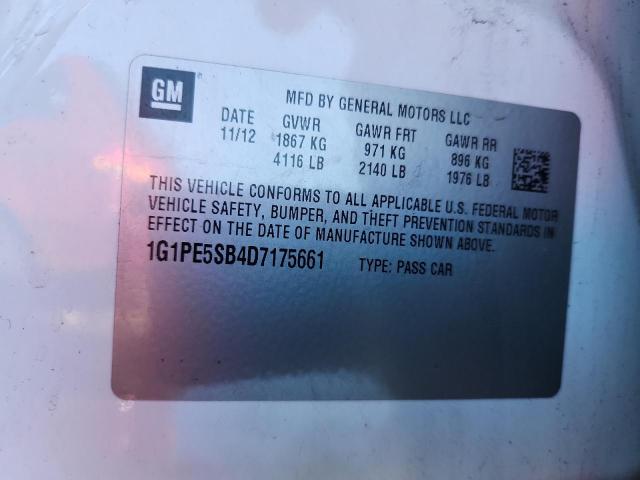 GM
MFD BY GENERAL MOTORS LLC
DATE GVWR GAWR FRT GAWR RR
11/12 1867 KG 971 KG 896 KG
4116 LB 2140 LB 1976 LB
THIS VEHICLE CONFORMS TO ALL APPLICABLE U.S. FEDERAL MOTOR
VEHICLE SAFETY, BUMPER, AND THEFT PREVENTION STANDARDS IN
EFFECT ON THE DATE OF MANUFACTURE SHOWN ABOVE.
1G1PE5SB4D7175661 TYPE: PASS CAR